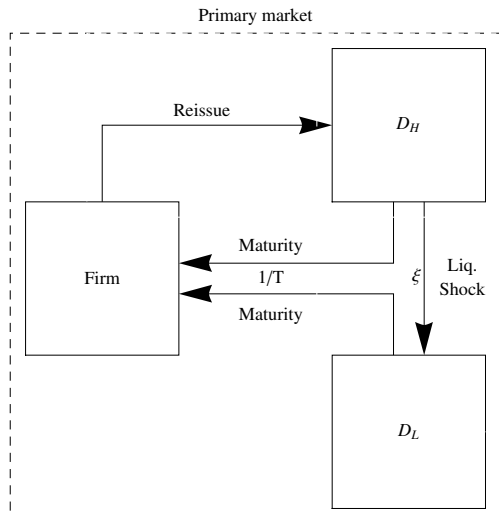 Primary market
D_H
Reissue
Maturity
Firm
1/T
ξ
Liq.
Shock
Maturity
D_L